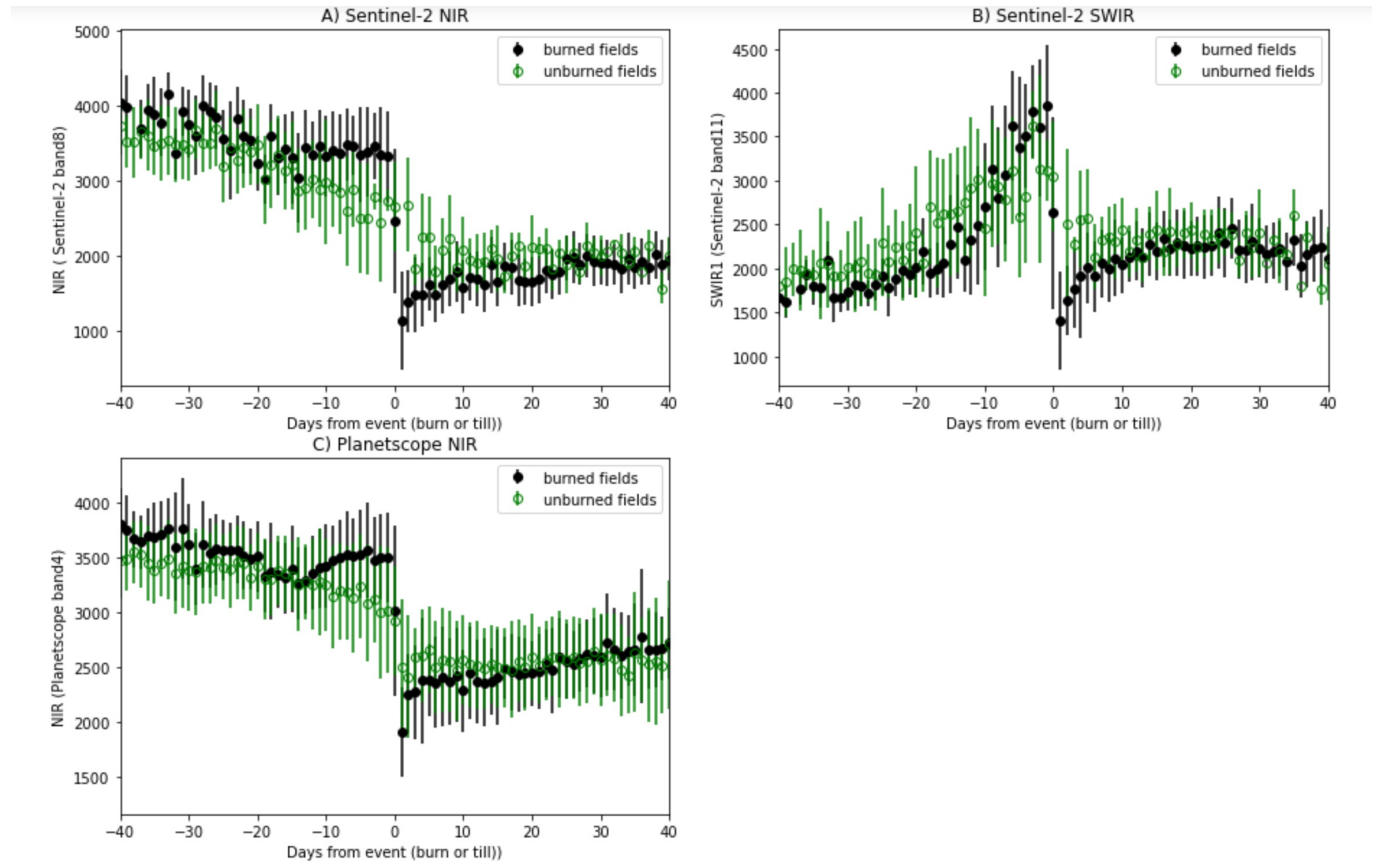 A) Sentinel-2 NIR
5000
4000
3000
2000
1000
NIR ( Sentinel-2 band8)
burned fields
unburned fields
−40 −30 −20 −10 0 10 20 30 40
Days from event (burn or till))
B) Sentinel-2 SWIR
4500
4000
3500
3000
2500
2000
1500
1000
SWIR1 (Sentinel-2 band11)
burned fields
unburned fields
−40 −30 −20 −10 0 10 20 30 40
Days from event (burn or till))
C) Planetscope NIR
4000
3500
3000
2500
2000
1500
NIR (Planetscope band4)
burned fields
unburned fields
−40 −30 −20 −10 0 10 20 30 40
Days from event (burn or till))